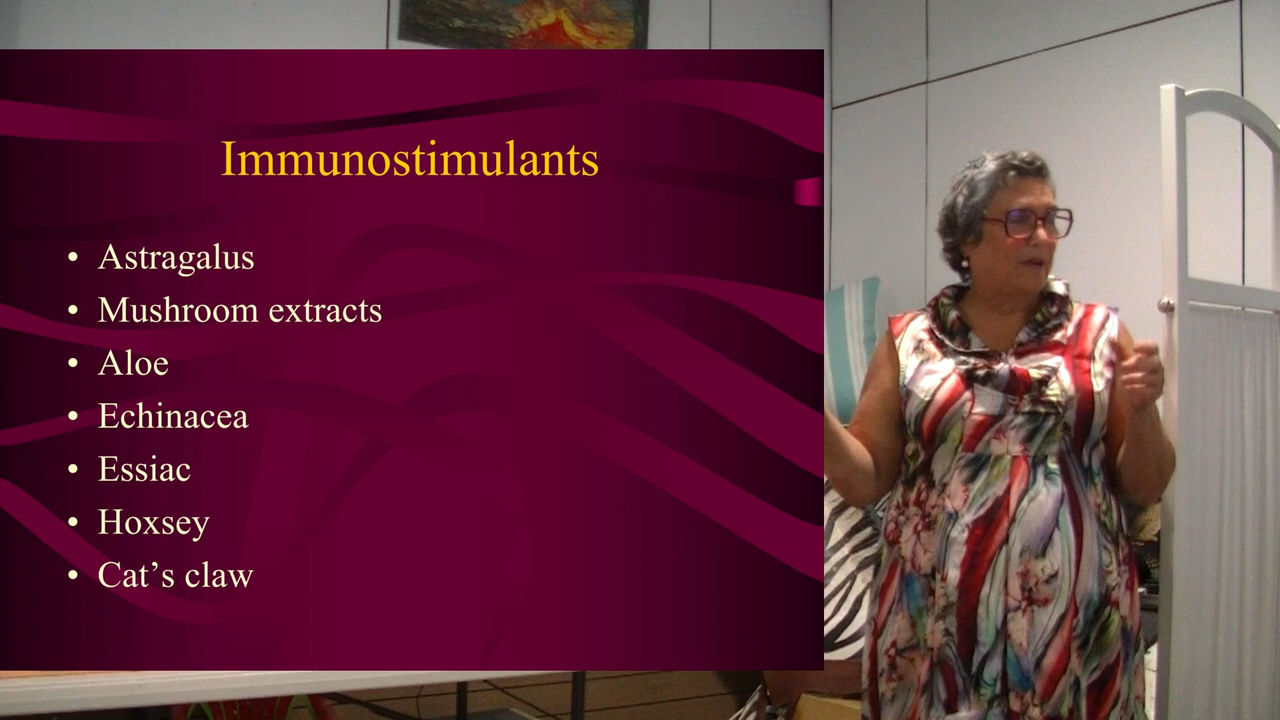 Immunostimulants
• Astragalus
• Mushroom extracts
• Aloe
• Echinacea
• Essiac
• Hoxsey
• Cat’s claw